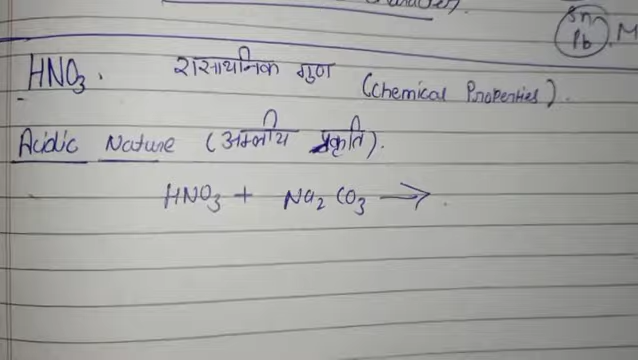 Sn
Pb M
HNO₃. रासायनिक गुण (Chemical Properties).
Acidic Nature (अम्लीय प्रकृति).
HNO₃ + Na₂CO₃ →